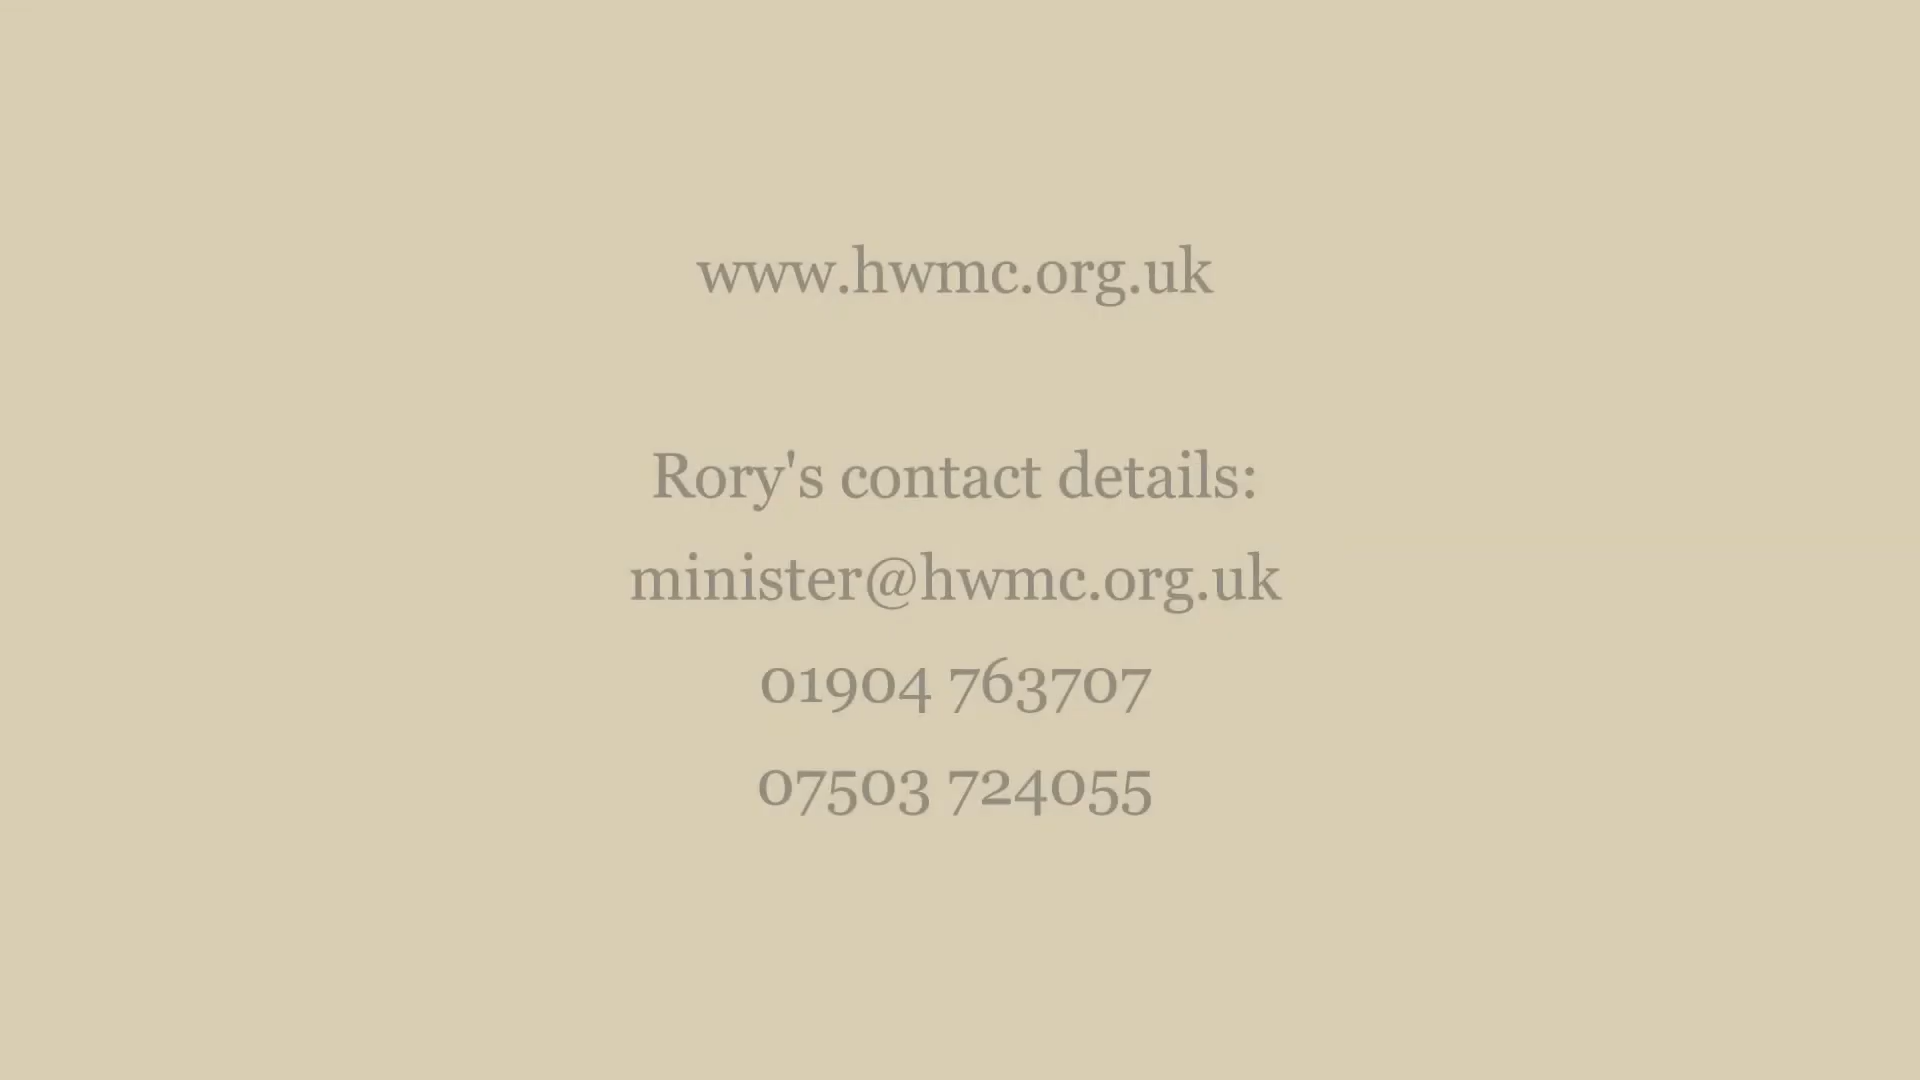 www.hwmc.org.uk
Rory's contact details:
minister@hwmc.org.uk
01904 763707
07503 724055